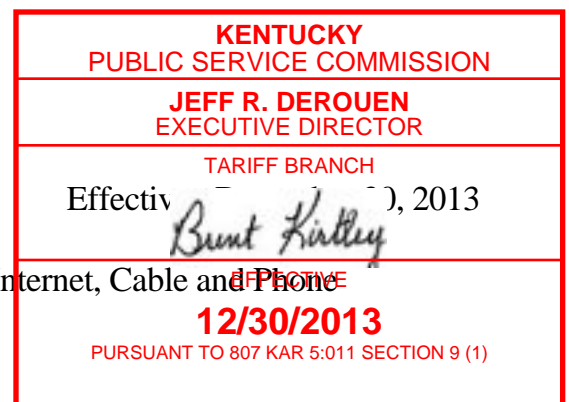 KENTUCKY
PUBLIC SERVICE COMMISSION
JEFF R. DEROUEN
EXECUTIVE DIRECTOR
TARIFF BRANCH
Effectiv , 2013
Bunt Kirtley
nternet, Cable and Phone
EFFECTIVE
12/30/2013
PURSUANT TO 807 KAR 5:011 SECTION 9 (1)